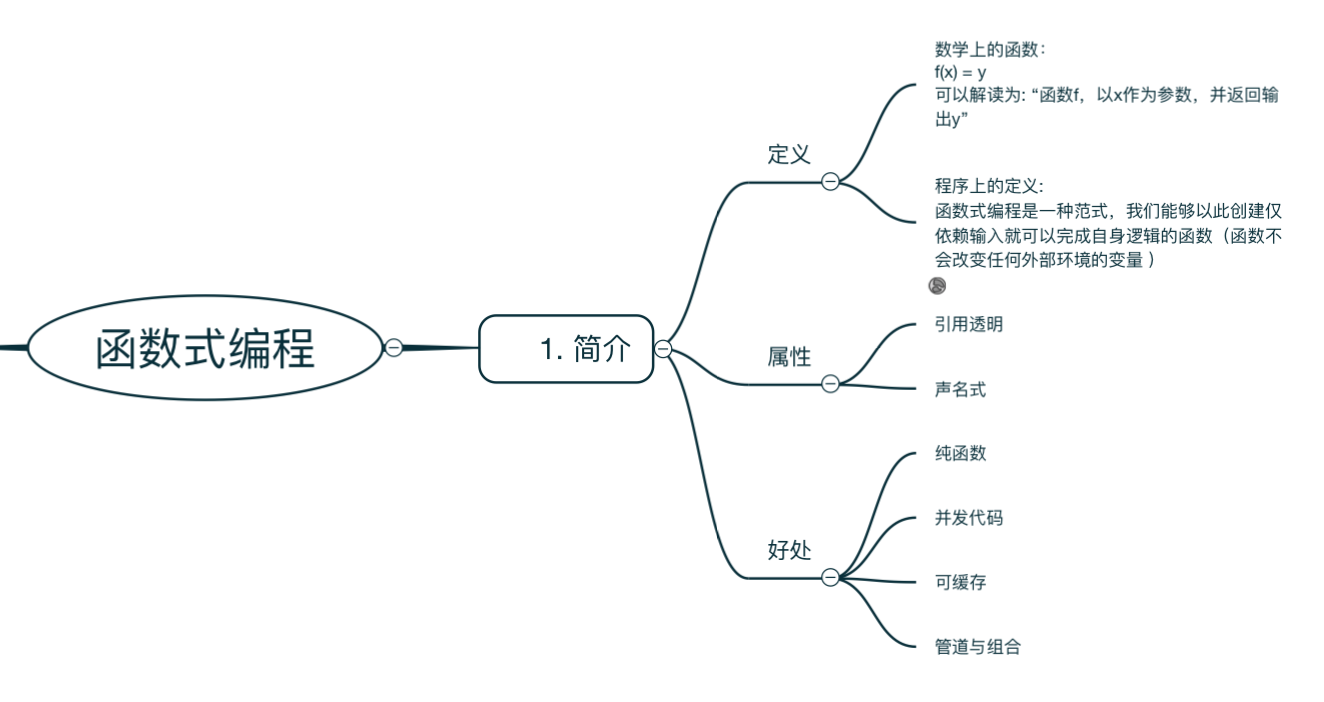 函数式编程
1. 简介
定义
数学上的函数：
f(x) = y
可以解读为: “函数f，以x作为参数，并返回输
出y”
程序上的定义:
函数式编程是一种范式，我们能够以此创建仅
依赖输入就可以完成自身逻辑的函数（函数不
会改变任何外部环境的变量 ）
属性
引用透明
声名式
好处
纯函数
并发代码
可缓存
管道与组合